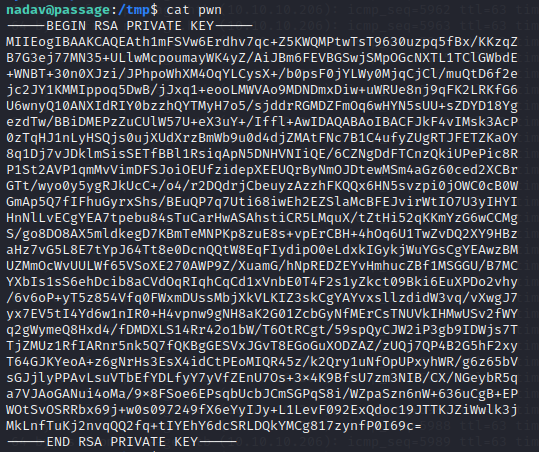 nadav@passage:/tmp$ cat pwn
-----BEGIN RSA PRIVATE KEY-----
MIIEogIBAAKCAQEAth1mFSVw6Erdhv7qc+Z5KWQMPtwTsT9630uzpq5fBx/KKzqZ
B7G3ej77MN35+ULlwMcpoumayWK4yZ/AiJBm6FEVBGSwjSMpOGcNXTL1TClGWbdE
+WNBT+30n0XJzi/JPhpoWhXM4OqYLCysX+/b0psF0jYLWy0MjqCjCl/muQtD6f2e
jc2JY1KMMIppoq5DwB/jJxq1+eooLMWVAo9MDNDmxDiw+uWRUe8nj9qFK2LRKfG6
U6wnyQ10ANXIdRIY0bzzhQYTMyH7o5/sjddrRGMDZFmOq6wHYN5sUU+sZDYD18Yg
ezdTw/BBiDMEPzZuCUlW57U+eX3uY+/Iffl+AwIDAQABAoIBACFJkF4vIMsk3AcP
0zTqHJ1nLyHSQjs0ujXUdXrzBmWb9u0d4djZMAtFNc7B1C4ufyZUgRTJFETZKaOY
8q1Dj7vJDklmSisSETfBBl1RsiqApN5DHNVNIiQE/6CZNgDdFTCnzQkiUPePic8R
P1St2AVP1qmMvVimDFSJoiOEUfzidepXEEUQrByNmOJDtewMSm4aGz60ced2XCBr
GTt/wyo0y5ygRJkUcC+/o4/r2DQdrjCbeuyzAzzhFKQQx6HN5svzpi0jOWC0cB0W
GmAp5Q7fIFhuGyrxShs/BEuQP7q7Uti68iwEh2EZSlaMcBFEJvirWtIO7U3yIHYI
HnNlLvECgYEA7tpebu84sTuCarHwASAhstiCR5LMquX/tZtHi52qKKmYzG6wCCMg
S/go8DO8AX5mldkegD7KBmTeMNPKp8zuE8s+vpErCBH+4hOq6U1TwZvDQ2XY9HBz
aHz7vG5L8E7tYpJ64Tt8e0DcnQQtW8EqFIydipO0eLdxkIGykjWuYGsCgYEAwzBM
UZMmOcWvUULWf65VSoXE270AWP9Z/XuamG/hNpREDZEYvHmhucZBf1MSGGU/B7MC
YXbIs1sS6ehDcib8aCVdOqRIqhCqCd1xVnbE0T4F2s1yZkct09Bki6EuXPDo2vhy
/6v6oP+yT5z854Vfq0FWxmDUssMbjXkVLKIZ3skCgYAYvxsllzdidW3vq/vXwgJ7
yx7EV5tI4Yd6w1nIR0+H4vpnw9gNH8aK2G01ZcbGyNfMErCsTNUVkIHMwUSv2fWY
q2gWymeQ8Hxd4/fDMDXLS14Rr42o1bW/T6OtRCgt/59spQyCJW2iP3gb9IDWjs7T
TjZMUz1RfIARnr5nk5Q7fQKBgGESVxJGvT8EGoGuXODZAZ/zUQj7QP4B2G5hF2xy
T64GJKYeoA+z6gNrHs3EsX4idCtPEoMIQR45z/k2Qry1uNfOpUPxyhWR/g6z65bV
sGJjlyPPAvLsuVTbEfYDLfyY7yVfZEnU7Os+3×4K9BfsU7zm3NIB/CX/NGeybR5q
a7VJAoGANui4oMa/9×8FSoe6EPsqbUcbJCmSGPqS8i/WZpaSzn6nW+636uCgB+EP
WOtSvOSRRbx69j+w0s097249fX6eYyIJy+L1LevF092ExQdoc19JTTKJZiWwlk3j
MkLnfTuKj2nvqQQ2fq+tIYEhY6dcSRLDQkYMCg817zynfP0I69c=
-----END RSA PRIVATE KEY-----